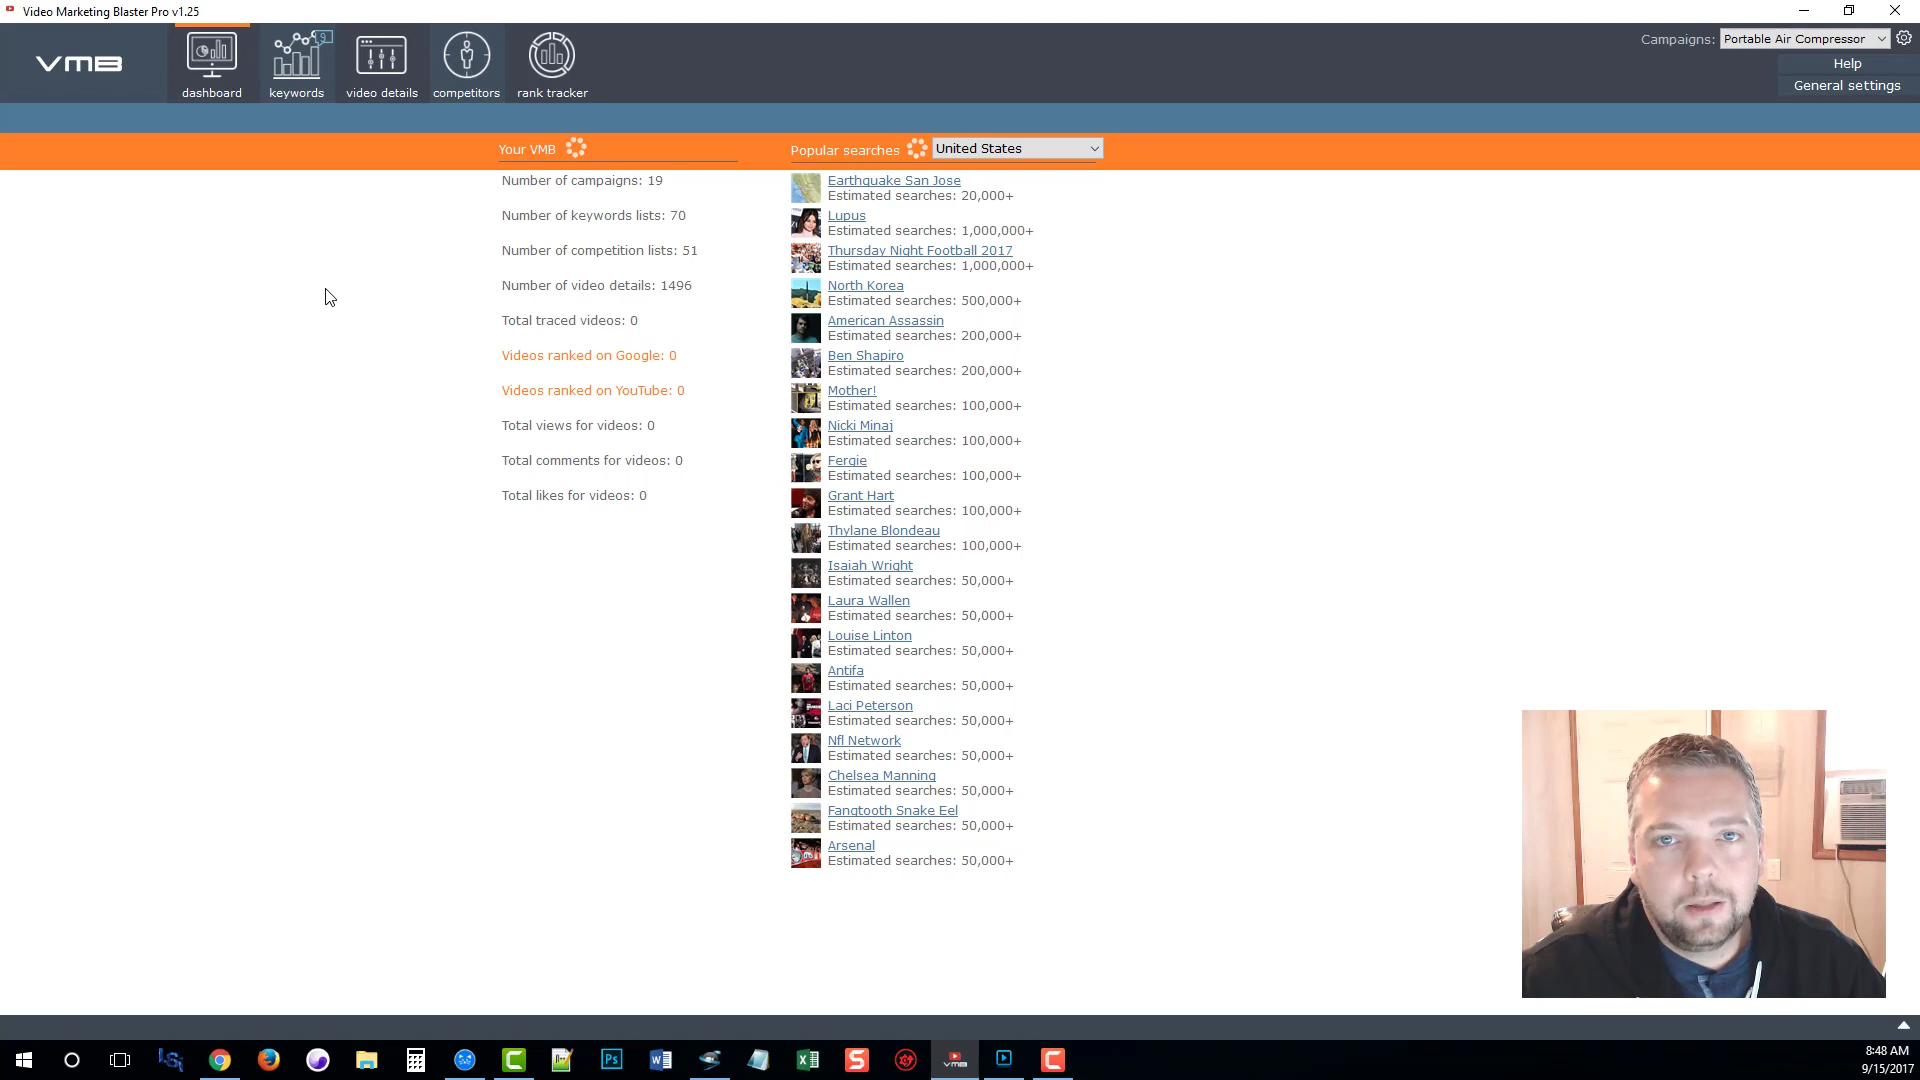 Video Marketing Blaster Pro v1.25
VMB
dashboard
keywords
video details
competitors
rank tracker
Campaigns: Portable Air Compressor
Help
General settings
Your VMB
Popular searches
United States
Number of campaigns: 19
Number of keywords lists: 70
Number of competition lists: 51
Number of video details: 1496
Total traced videos: 0
Videos ranked on Google: 0
Videos ranked on YouTube: 0
Total views for videos: 0
Total comments for videos: 0
Total likes for videos: 0
Earthquake San Jose
Estimated searches: 20,000+
Lupus
Estimated searches: 1,000,000+
Thursday Night Football 2017
Estimated searches: 1,000,000+
North Korea
Estimated searches: 500,000+
American Assassin
Estimated searches: 200,000+
Ben Shapiro
Estimated searches: 200,000+
Mother!
Estimated searches: 100,000+
Nicki Minaj
Estimated searches: 100,000+
Fergie
Estimated searches: 100,000+
Grant Hart
Estimated searches: 100,000+
Thylane Blondeau
Estimated searches: 100,000+
Isaiah Wright
Estimated searches: 50,000+
Laura Wallen
Estimated searches: 50,000+
Louise Linton
Estimated searches: 50,000+
Antifa
Estimated searches: 50,000+
Laci Peterson
Estimated searches: 50,000+
Nfl Network
Estimated searches: 50,000+
Chelsea Manning
Estimated searches: 50,000+
Fangtooth Snake Eel
Estimated searches: 50,000+
Arsenal
Estimated searches: 50,000+
Ps
VMB
8:48 AM
9/15/2017